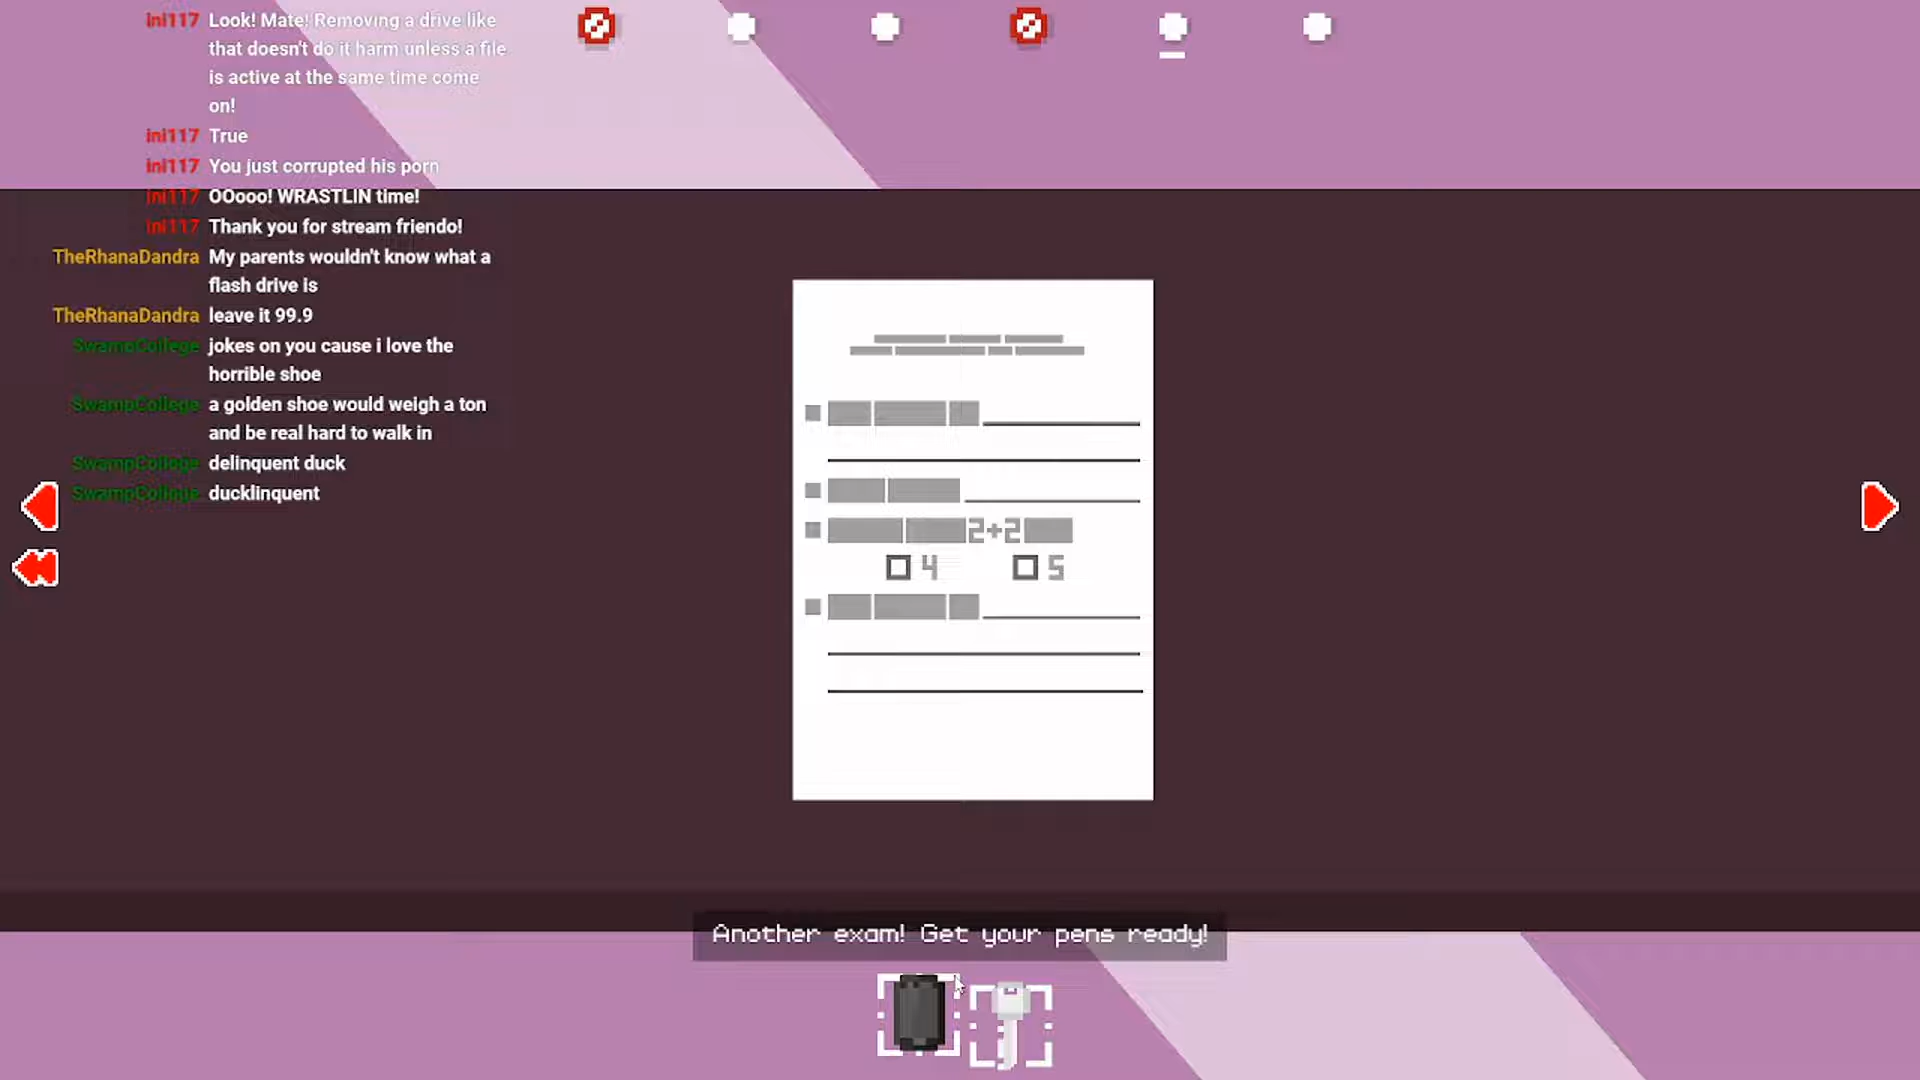 ini117 Look! Mate! Removing a drive like
that doesn't do it harm unless a file
is active at the same time come
on!
ini117 True
ini117 You just corrupted his porn
ini117 OOooo! WRASTLIN time!
ini117 Thank you for stream friendo!
TheRhanaDandra My parents wouldn't know what a
flash drive is
TheRhanaDandra leave it 99.9
SwampCollege jokes on you cause i love the
horrible shoe
SwampCollege a golden shoe would weigh a ton
and be real hard to walk in
SwampCollege delinquent duck
SwampCollege ducklinquent
2+2
4 5
Another exam! Get your pens ready!